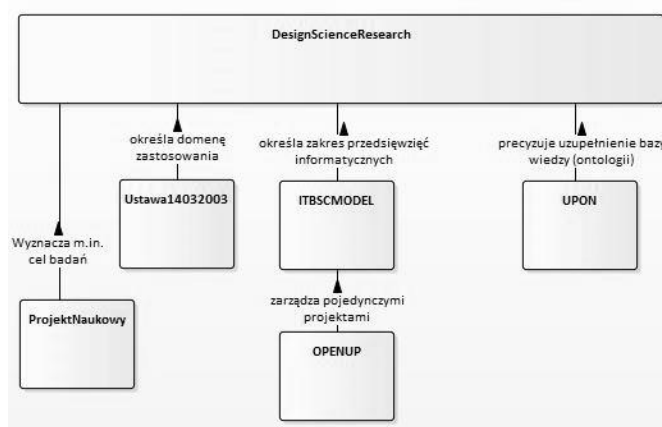 DesignScienceResearch
określa domenę
zastosowania
określa zakres przedsięwzięć
informatycznych
precyzuje uzupełnienie bazy
wiedzy (ontologii)
Ustawa14032003
ITBSCMODEL
UPON
Wyznacza m.in.
cel badań
zarządza pojedynczymi
projektami
ProjektNaukowy
OPENUP